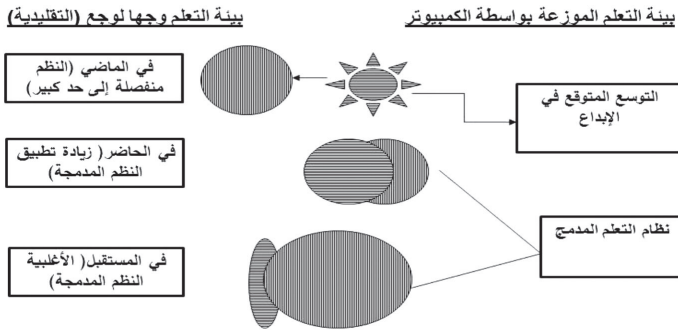 بيئة التعلم الموزعة بواسطة الكمبيوتر
بيئة التعلم وجها لوجع (التقليدية)
في الماضي (النظم
منفصلة إلى حد كبير)
التوسع المتوقع في
الإبداع
في الحاضر( زيادة تطبيق
النظم المدمجة)
نظام التعلم المدمج
في المستقبل( الأغلبية
النظم المدمجة)